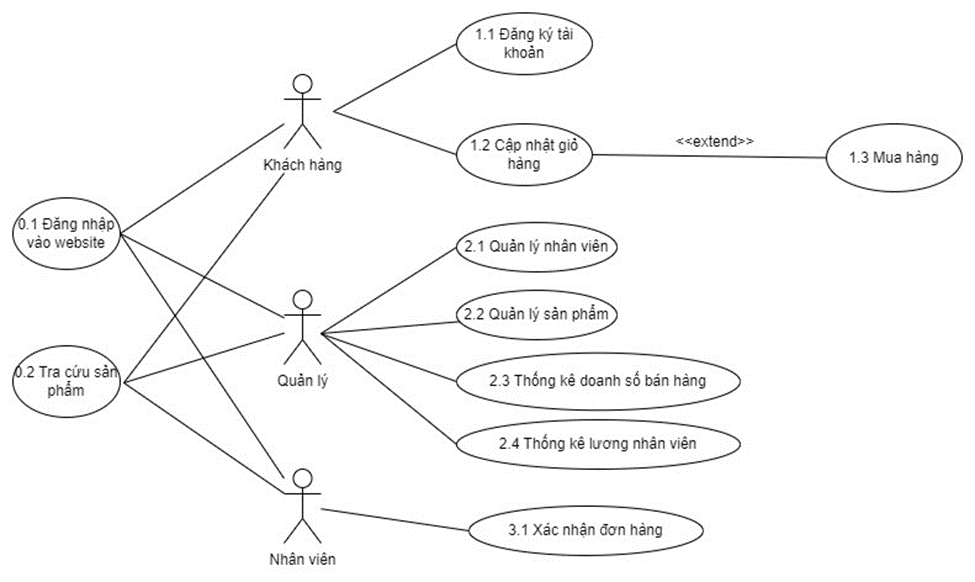 1.1 Đăng ký tải
khoản
Khách hàng
1.2 Cập nhật giỏ
hàng
<<extend>>
1.3 Mua hàng
0.1 Đăng nhập
vào website
2.1 Quản lý nhân viên
2.2 Quản lý sản phẩm
0.2 Tra cứu sản
phẩm
Quản lý
2.3 Thống kê doanh số bán hàng
2.4 Thống kê lương nhân viên
3.1 Xác nhận đơn hàng
Nhân viên